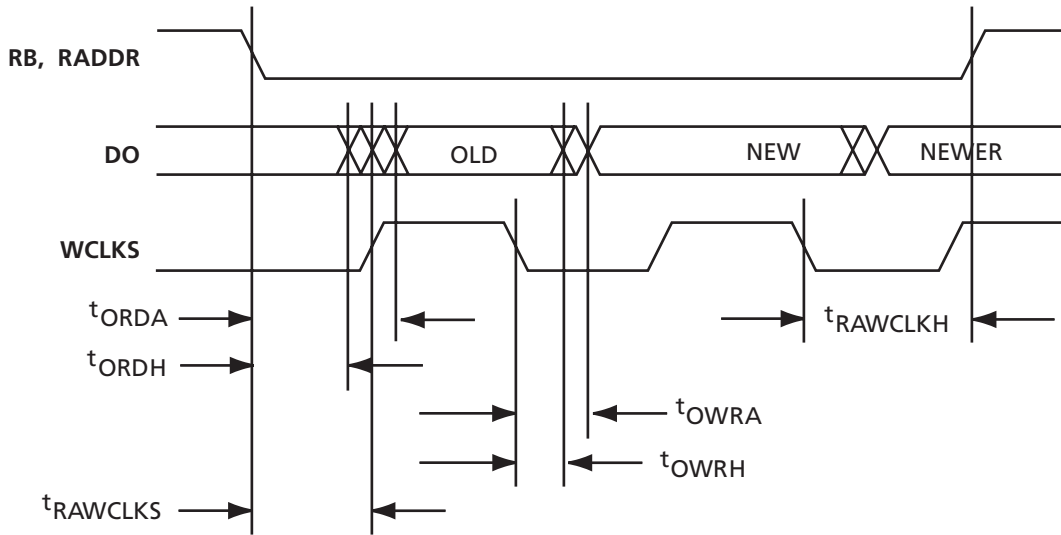 RB, RADDR
DO
OLD
NEW
NEWER
WCLKS
tORDA
tRAWCLKH
tORDH
tOWRA
tOWRH
tRAWCLKS